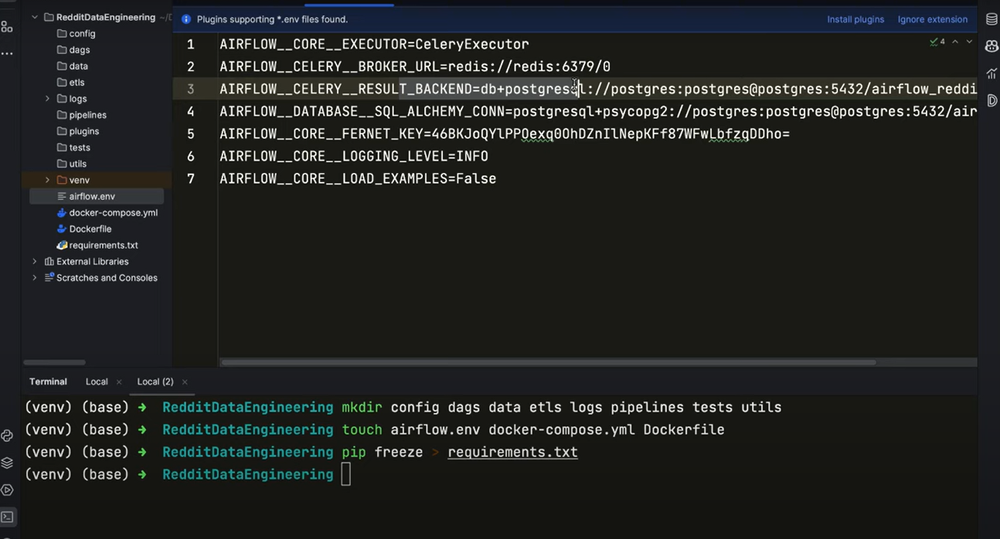 RedditDataEngineering
config
dags
data
etls
logs
pipelines
plugins
tests
utils
venv
airflow.env
docker-compose.yml
Dockerfile
requirements.txt
External Libraries
Scratches and Consoles
Plugins supporting *.env files found.
Install plugins Ignore extension
4
1 AIRFLOW__CORE__EXECUTOR=CeleryExecutor
2 AIRFLOW__CELERY__BROKER_URL=redis://redis:6379/0
3 AIRFLOW__CELERY__RESULT_BACKEND=db+postgresql://postgres:postgres@postgres:5432/airflow_reddi
4 AIRFLOW__DATABASE__SQL_ALCHEMY_CONN=postgresql+psycopg2://postgres:postgres@postgres:5432/air
5 AIRFLOW__CORE__FERNET_KEY=46BKJoQYlPPOexq0OhDZnIlNepKFf87WFwLbfzqDDho=
6 AIRFLOW__CORE__LOGGING_LEVEL=INFO
7 AIRFLOW__CORE__LOAD_EXAMPLES=False
Terminal Local × Local (2) ×
(venv) (base) ➜ RedditDataEngineering mkdir config dags data etls logs pipelines tests utils
(venv) (base) ➜ RedditDataEngineering touch airflow.env docker-compose.yml Dockerfile
(venv) (base) ➜ RedditDataEngineering pip freeze > requirements.txt
(venv) (base) ➜ RedditDataEngineering